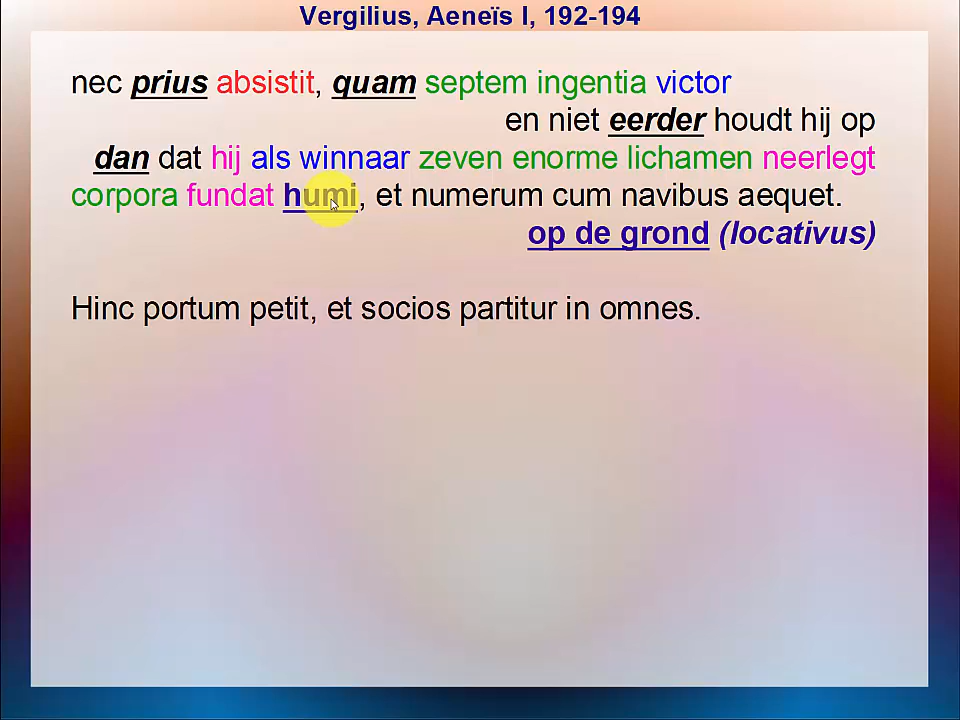 Vergilius, Aeneïs I, 192-194
nec prius absistit, quam septem ingentia victor
en niet eerder houdt hij op
dan dat hij als winnaar zeven enorme lichamen neerlegt
corpora fundat humi, et numerum cum navibus aequet.
op de grond (locativus)
Hinc portum petit, et socios partitur in omnes.